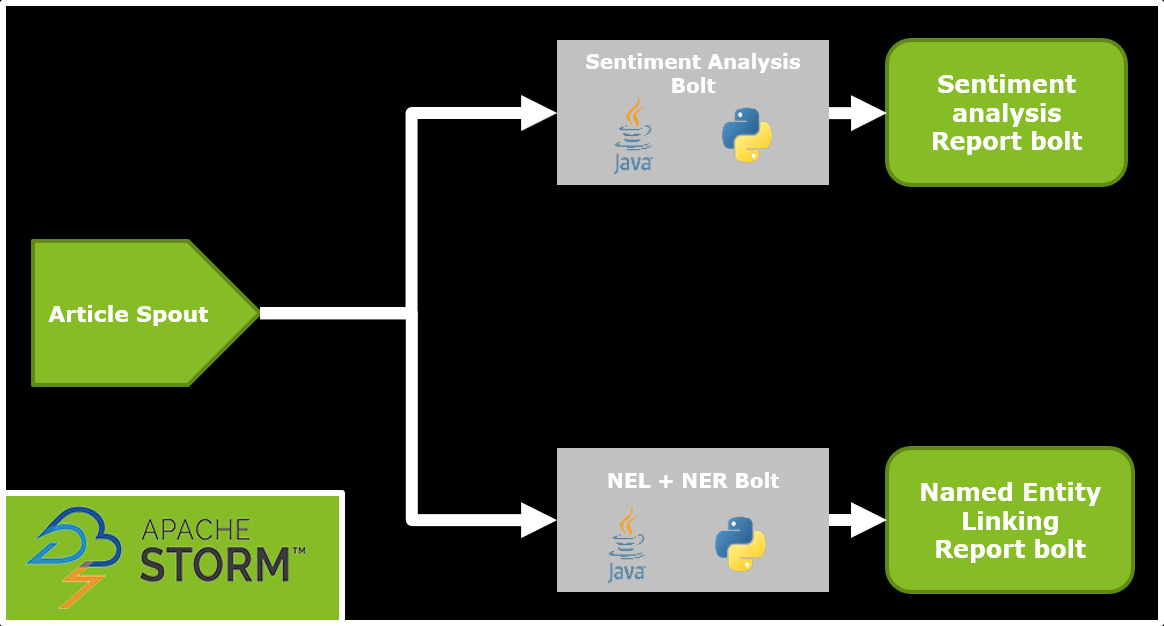 Sentiment Analysis
Bolt
Java
Sentiment
analysis
Report bolt
Article Spout
NEL + NER Bolt
Java
Named Entity
Linking
Report bolt
APACHE
STORM™